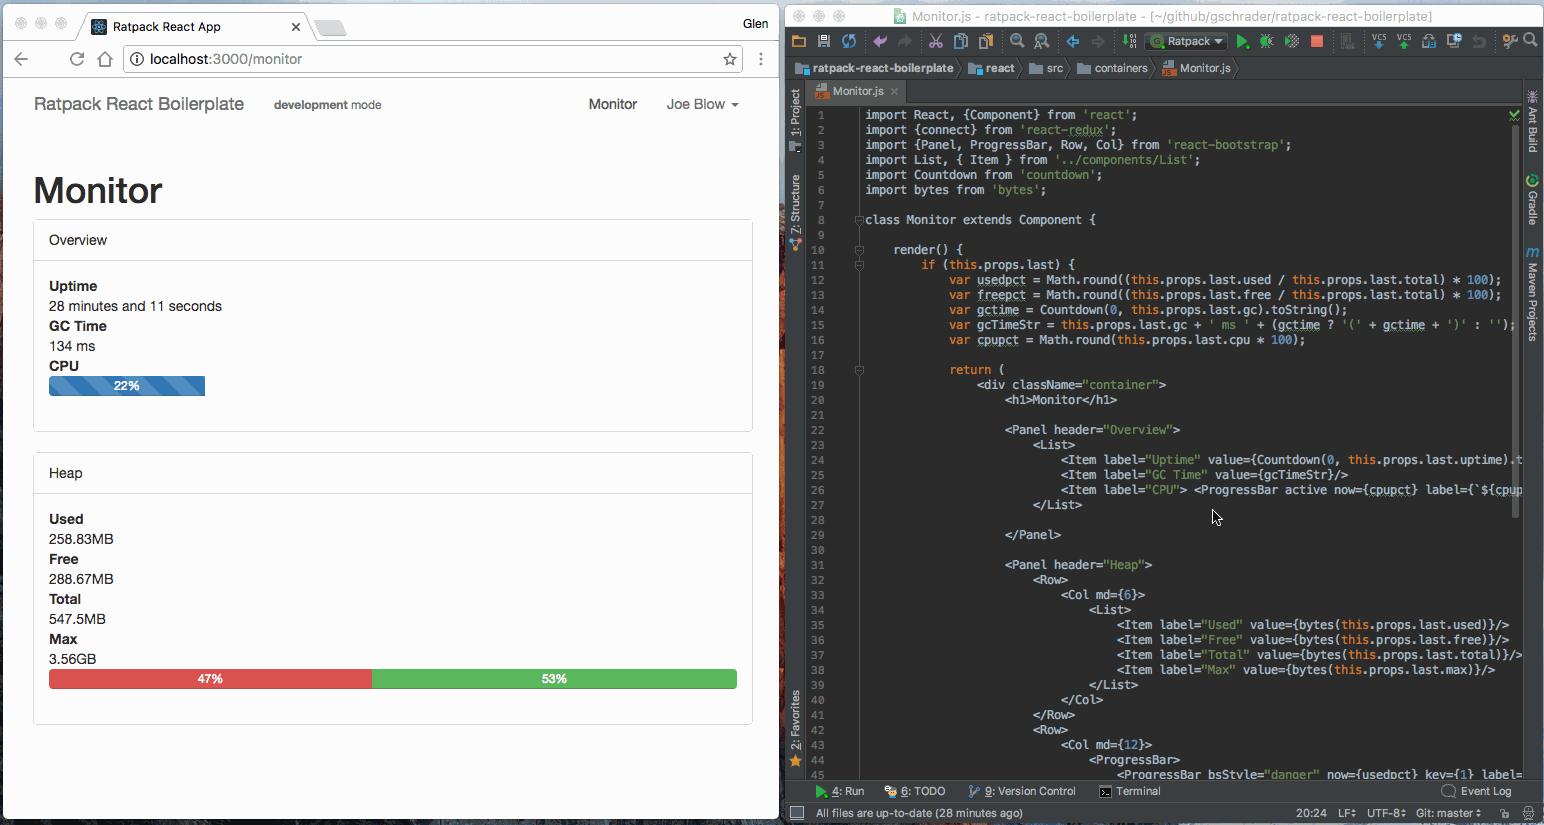 Ratpack React App
Glen
localhost:3000/monitor
Ratpack React Boilerplate
development mode
Monitor
Joe Blow
Monitor
Overview
Uptime
28 minutes and 11 seconds
GC Time
134 ms
CPU
22%
Heap
Used
258.83MB
Free
288.67MB
Total
547.5MB
Max
3.56GB
47%
53%
Monitor.js - ratpack-react-boilerplate - [~/github/gschrader/ratpack-react-boilerplate]
Ratpack
VCS
VCS
ratpack-react-boilerplate
react
src
containers
Monitor.js
Monitor.js
1: Project
7: Structure
2: Favorites
1 import React, {Component} from 'react';
2 import {connect} from 'react-redux';
3 import {Panel, ProgressBar, Row, Col} from 'react-bootstrap';
4 import List, { Item } from '../components/List';
5 import Countdown from 'countdown';
6 import bytes from 'bytes';
7
8 class Monitor extends Component {
9
10 render() {
11 if (this.props.last) {
12 var usedpct = Math.round((this.props.last.used / this.props.last.total) * 100);
13 var freepct = Math.round((this.props.last.free / this.props.last.total) * 100);
14 var gctime = Countdown(0, this.props.last.gc).toString();
15 var gcTimeStr = this.props.last.gc + ' ms ' + (gctime ? '(' + gctime + ')' : '');
16 var cpupct = Math.round(this.props.last.cpu * 100);
17
18 return (
19 <div className="container">
20 <h1>Monitor</h1>
21
22 <Panel header="Overview">
23 <List>
24 <Item label="Uptime" value={Countdown(0, this.props.last.uptime).t
25 <Item label="GC Time" value={gcTimeStr}/>
26 <Item label="CPU"> <ProgressBar active now={cpupct} label={`${cpup
27 </List>
28
29 </Panel>
30
31 <Panel header="Heap">
32 <Row>
33 <Col md={6}>
34 <List>
35 <Item label="Used" value={bytes(this.props.last.used)}/>
36 <Item label="Free" value={bytes(this.props.last.free)}/>
37 <Item label="Total" value={bytes(this.props.last.total)}/>
38 <Item label="Max" value={bytes(this.props.last.max)}/>
39 </List>
40 </Col>
41 </Row>
42 <Row>
43 <Col md={12}>
44 <ProgressBar>
45 <ProgressBar bsStyle="danger" now={usedpct} key={1} label=
Ant Build
Gradle
Maven Projects
4: Run
6: TODO
9: Version Control
Terminal
Event Log
All files are up-to-date (28 minutes ago)
20:24
LF
UTF-8
Git: master